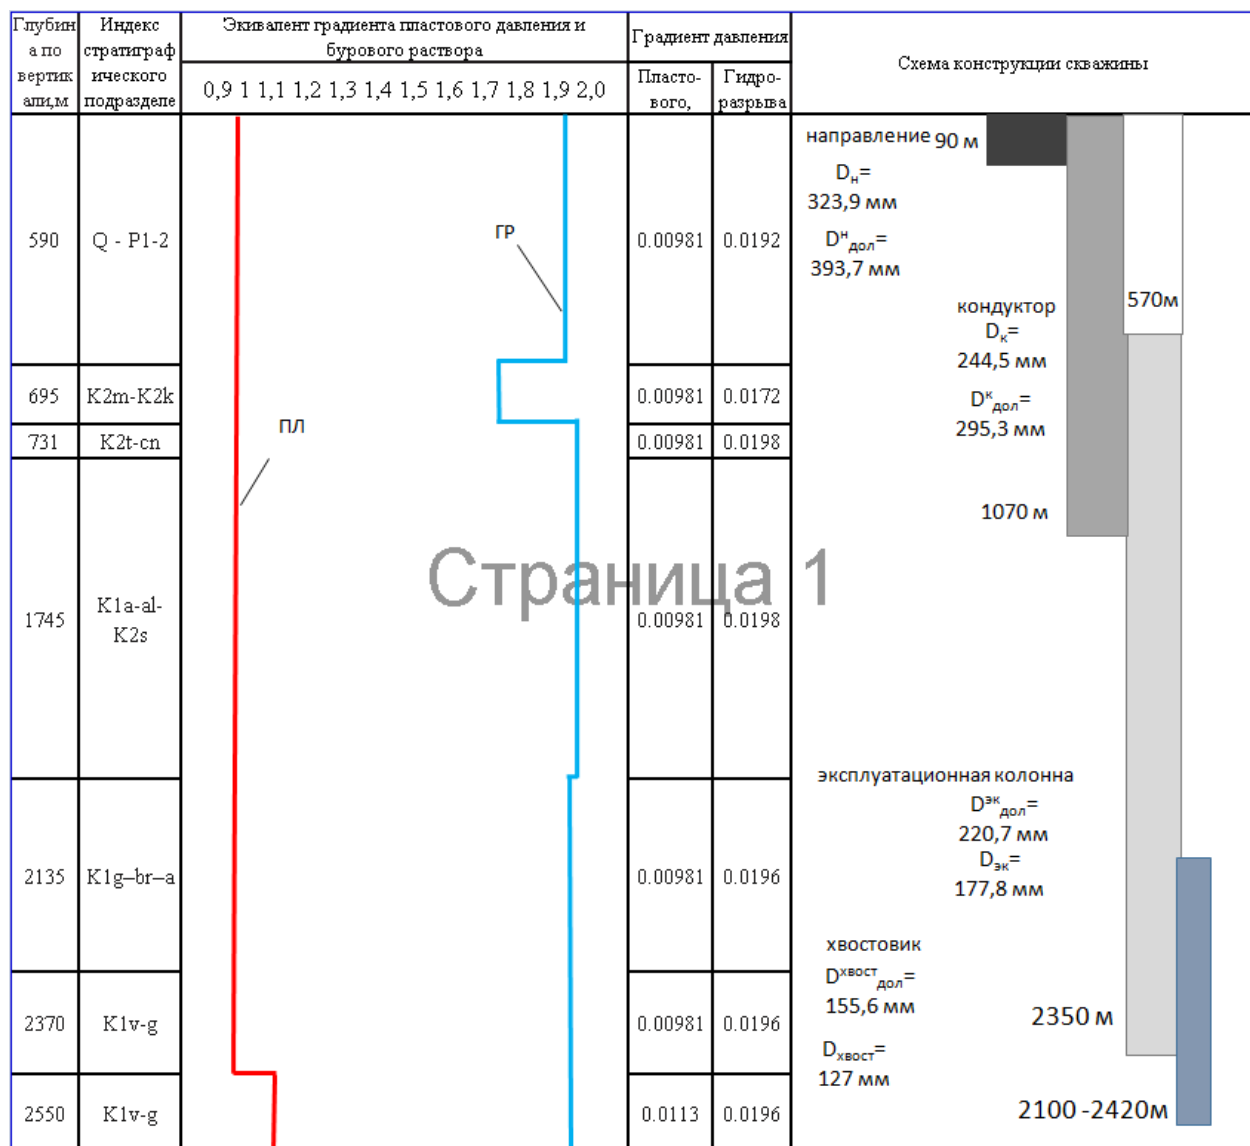 Глубин
а по
вертик
али,м
Индекс
стратиграф
ического
подразделе
Экивалент градиента пластового давления и
бурового раствора
0,9 1 1,1 1,2 1,3 1,4 1,5 1,6 1,7 1,8 1,9 2,0
Градиент давления
Пласто-
вого,
Гидро-
разрыва
Схема конструкции скважины
590
Q - P1-2
0.00981
0.0192
695
K2m-K2k
0.00981
0.0172
731
K2t-cn
0.00981
0.0198
1745
K1a-al-
K2s
0.00981
0.0198
2135
K1g–br–a
0.00981
0.0196
2370
K1v-g
0.00981
0.0196
2550
K1v-g
0.0113
0.0196
ГР
ПЛ
Страница 1
направление 90 м
Dн=
323,9 мм
Dндол=
393,7 мм
570м
кондуктор
Dк=
244,5 мм
Dкдол=
295,3 мм
1070 м
эксплуатационная колонна
Dэкдол=
220,7 мм
Dэк=
177,8 мм
хвостовик
Dхвостдол=
155,6 мм
2350 м
Dхвост=
127 мм
2100 -2420м